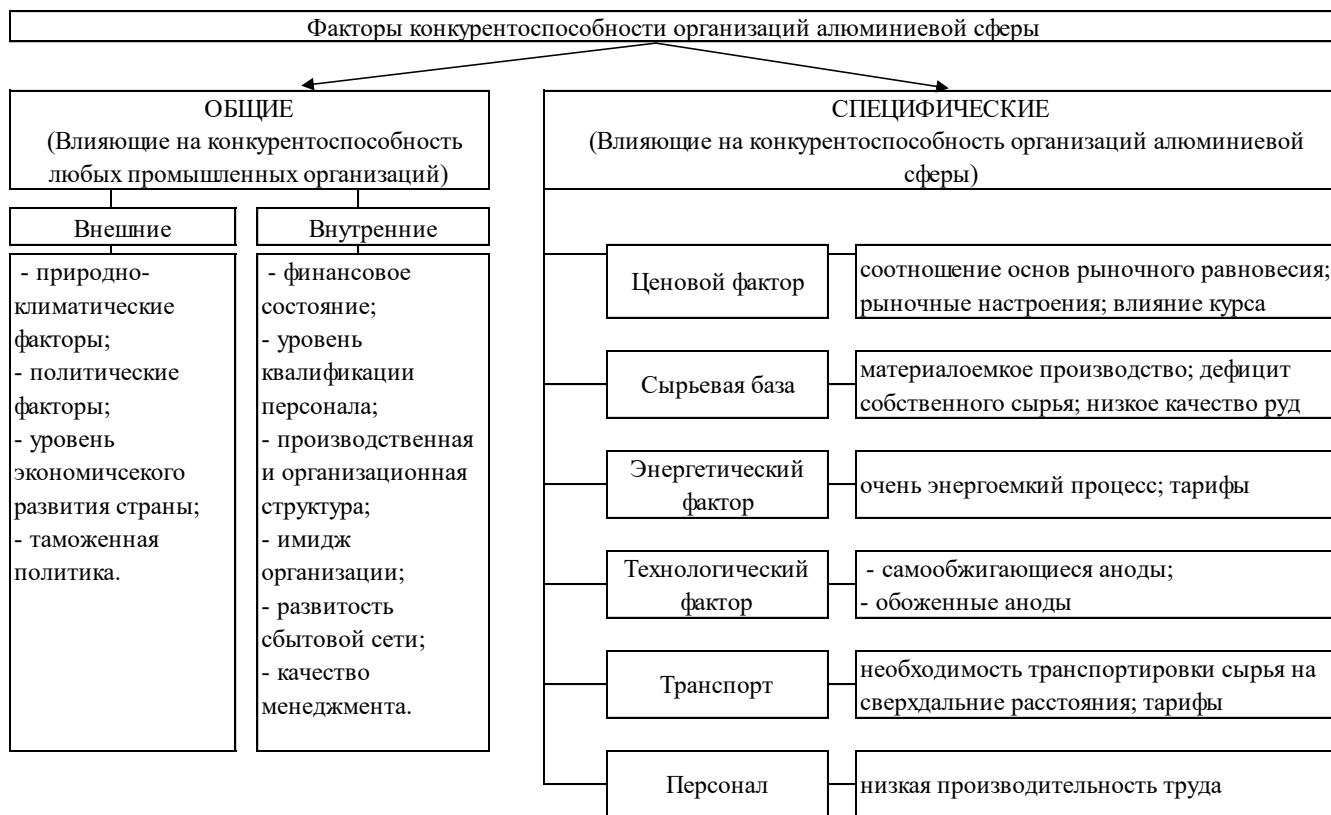 Факторы конкурентоспособности организаций алюминиевой сферы
ОБЩИЕ
(Влияющие на конкурентоспособность
любых промышленных организаций)
Внешние
- природно-
климатические
факторы;
- политические
факторы;
- уровень
экономичсекого
развития страны;
- таможенная
политика.
Внутренние
- финансовое
состояние;
- уровень
квалификации
персонала;
- производственная
и организационная
структура;
- имидж
организации;
- развитость
сбытовой сети;
- качество
менеджмента.
СПЕЦИФИЧЕСКИЕ
(Влияющие на конкурентоспособность организаций алюминиевой
сферы)
Ценовой фактор
соотношение основ рыночного равновесия;
рыночные настроения; влияние курса
Сырьевая база
материалоемкое производство; дефицит
собственного сырья; низкое качество руд
Энергетический
фактор
очень энергоемкий процесс; тарифы
Технологический
фактор
- самообжигающиеся аноды;
- обоженные аноды
Транспорт
необходимость транспортировки сырья на
сверхдальние расстояния; тарифы
Персонал
низкая производительность труда